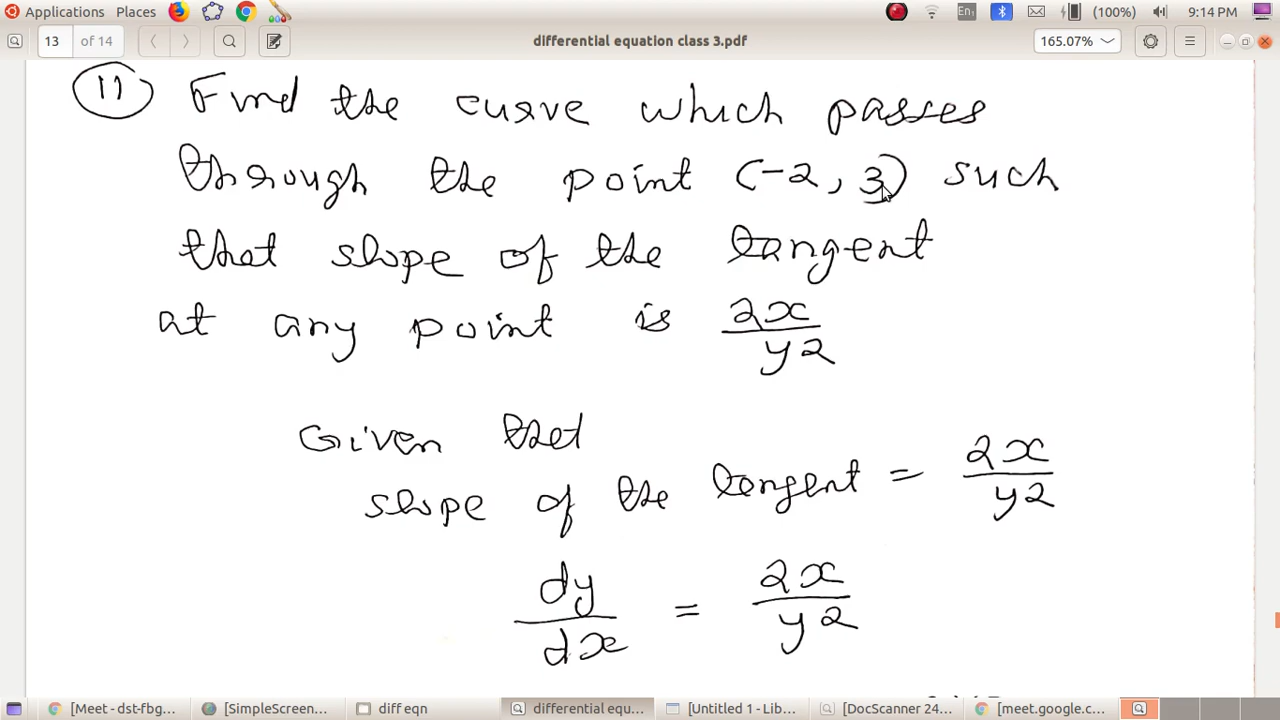 Applications Places En₁ (100%) 9:14 PM
13 of 14 differential equation class 3.pdf 165.07%
11 Find the curve which passes
through the point (-2, 3) such
that slope of the tangent
at any point is 2x/y2
Given that
slope of the tangent = 2x/y2
dy/dx = 2x/y2
[Meet - dst-fbg... [SimpleScreen... diff eqn differential equ... [Untitled 1 - Lib... [DocScanner 24... [meet.google.c...